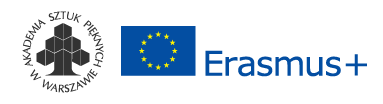 AKADEMIA SZTUK PIĘKNYCH
W WARSZAWIE
Erasmus+